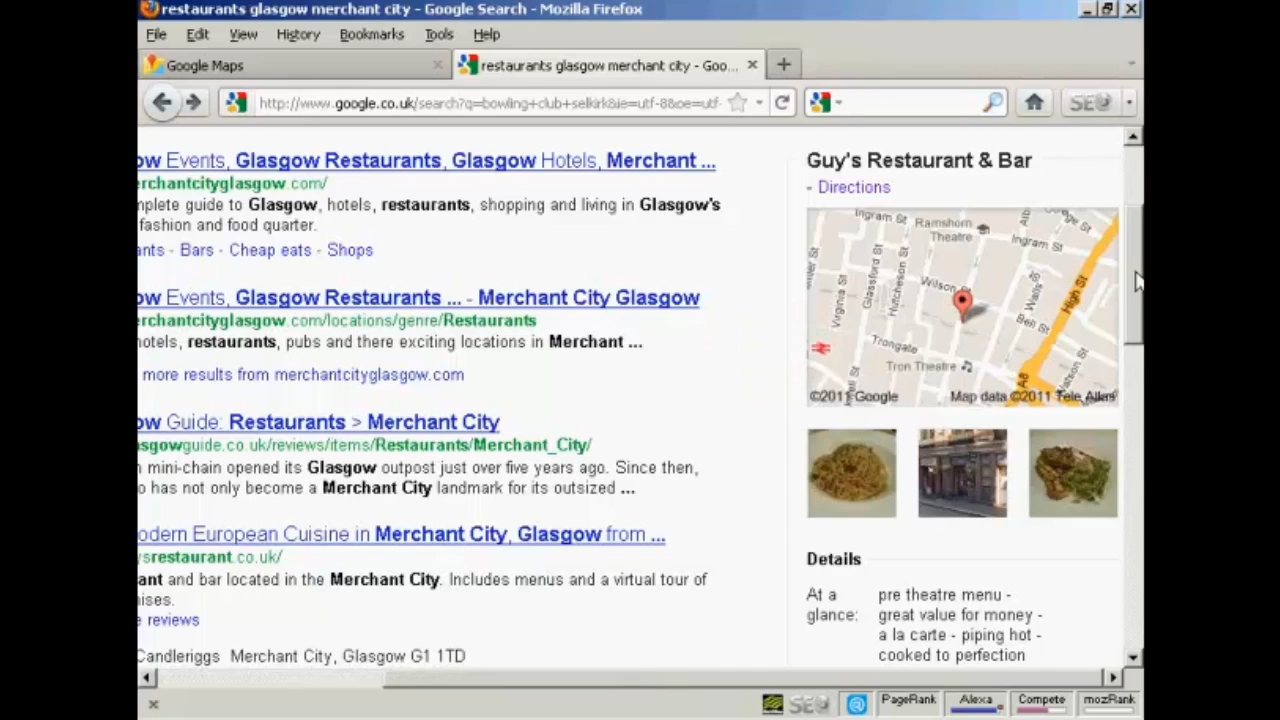 restaurants glasgow merchant city - Google Search - Mozilla Firefox
File Edit View History Bookmarks Tools Help
Google Maps
restaurants glasgow merchant city - Goo...
http://www.google.co.uk/search?q=bowling+club+selkirk&ie=utf-8&oe=utf-
ow Events, Glasgow Restaurants, Glasgow Hotels, Merchant ...
erchantcityglasgow.com/
mplete guide to Glasgow, hotels, restaurants, shopping and living in Glasgow's
fashion and food quarter.
ants - Bars - Cheap eats - Shops
ow Events, Glasgow Restaurants ... - Merchant City Glasgow
erchantcityglasgow.com/locations/genre/Restaurants
hotels, restaurants, pubs and there exciting locations in Merchant ...
more results from merchantcityglasgow.com
ow Guide: Restaurants > Merchant City
asgowguide.co.uk/reviews/items/Restaurants/Merchant_City/
mini-chain opened its Glasgow outpost just over five years ago. Since then,
o has not only become a Merchant City landmark for its outsized ...
odern European Cuisine in Merchant City, Glasgow from ...
ysrestaurant.co.uk/
ant and bar located in the Merchant City. Includes menus and a virtual tour of
ises.
e reviews
Candleriggs Merchant City, Glasgow G1 1TD
Guy's Restaurant & Bar
- Directions
Ingram St
Ramshorn
Theatre
Ingram St
Virginia St
Glassford St
Hutcheson St
Wilson
Walls
High St
Bell St
Trongate
Tron Theatre
Watson St
A8
©2011 Google
Map data ©2011 Tele Atlas
Details
At a glance:
pre theatre menu -
great value for money -
a la carte - piping hot -
cooked to perfection
SEO
PageRank
Alexa
Compete
mozRank